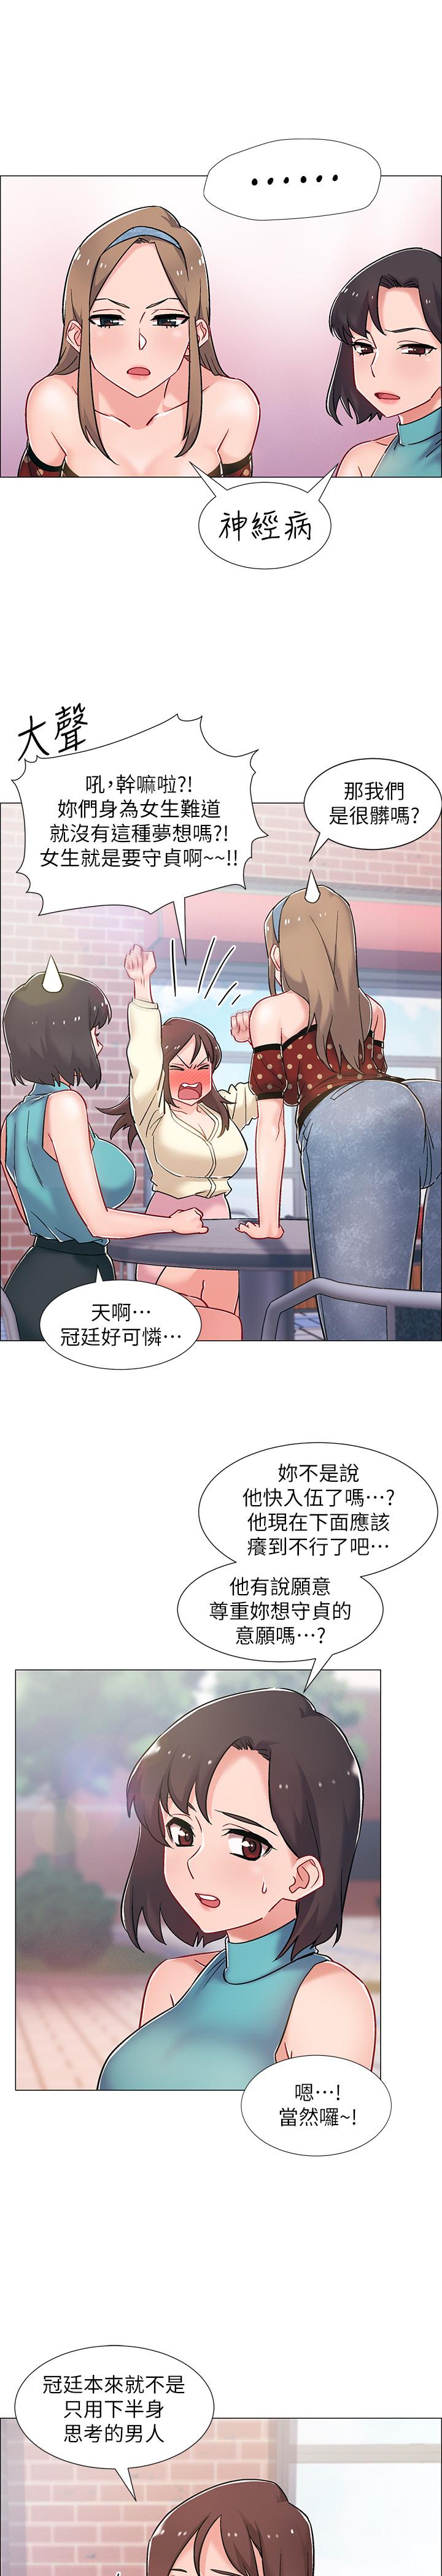 ······
神經病
大聲
吼，幹嘛啦?!
妳們身為女生難道
就沒有這種夢想嗎?!
女生就是要守貞啊~~!!
那我們
是很髒嗎?
天啊…
冠廷好可憐…
妳不是說
他快入伍了嗎…?
他現在下面應該
癢到不行了吧…
他有說願意
尊重妳想守貞的
意願嗎…?
嗯…!
當然囉~!
冠廷本來就不是
只用下半身
思考的男人